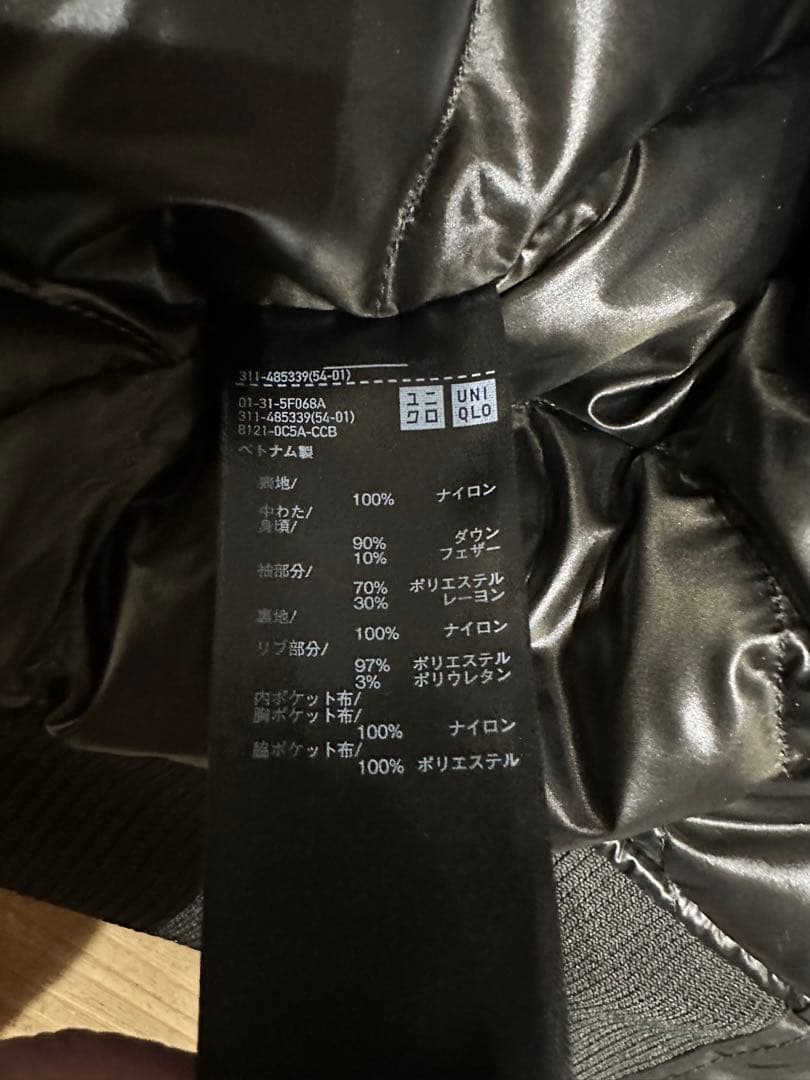 311-485339(54-01)
01-31-5F068A
311-485339(54-01)
8121-0C5A-CCB
ユニクロ
UNIQLO
ベトナム製
表地/
100% ナイロン
中わた/
身頃/
90% ダウン
10% フェザー
袖部分/
70% ポリエステル
30% レーヨン
裏地/
100% ナイロン
リブ部分/
97% ポリエステル
3% ポリウレタン
内ポケット布/
胸ポケット布/
100% ナイロン
脇ポケット布/
100% ポリエステル